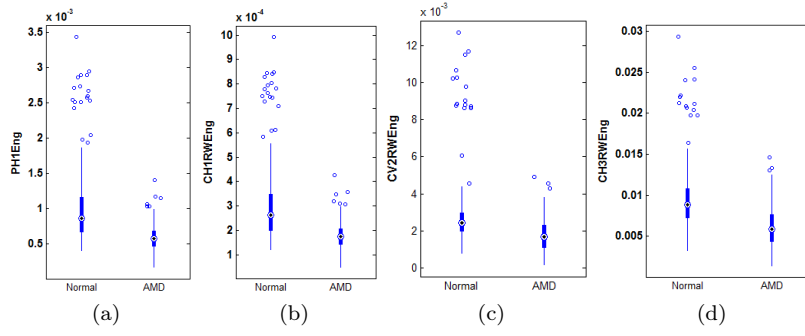 x 10⁻³
3.5
3
2.5
2
1.5
1
0.5
PH1Eng
Normal
AMD
(a)
x 10⁻⁴
10
9
8
7
6
5
4
3
2
1
CH1RWEng
Normal
AMD
(b)
x 10⁻³
12
10
8
6
4
2
0
CV2RWEng
Normal
AMD
(c)
0.03
0.025
0.02
0.015
0.01
0.005
CH3RWEng
Normal
AMD
(d)